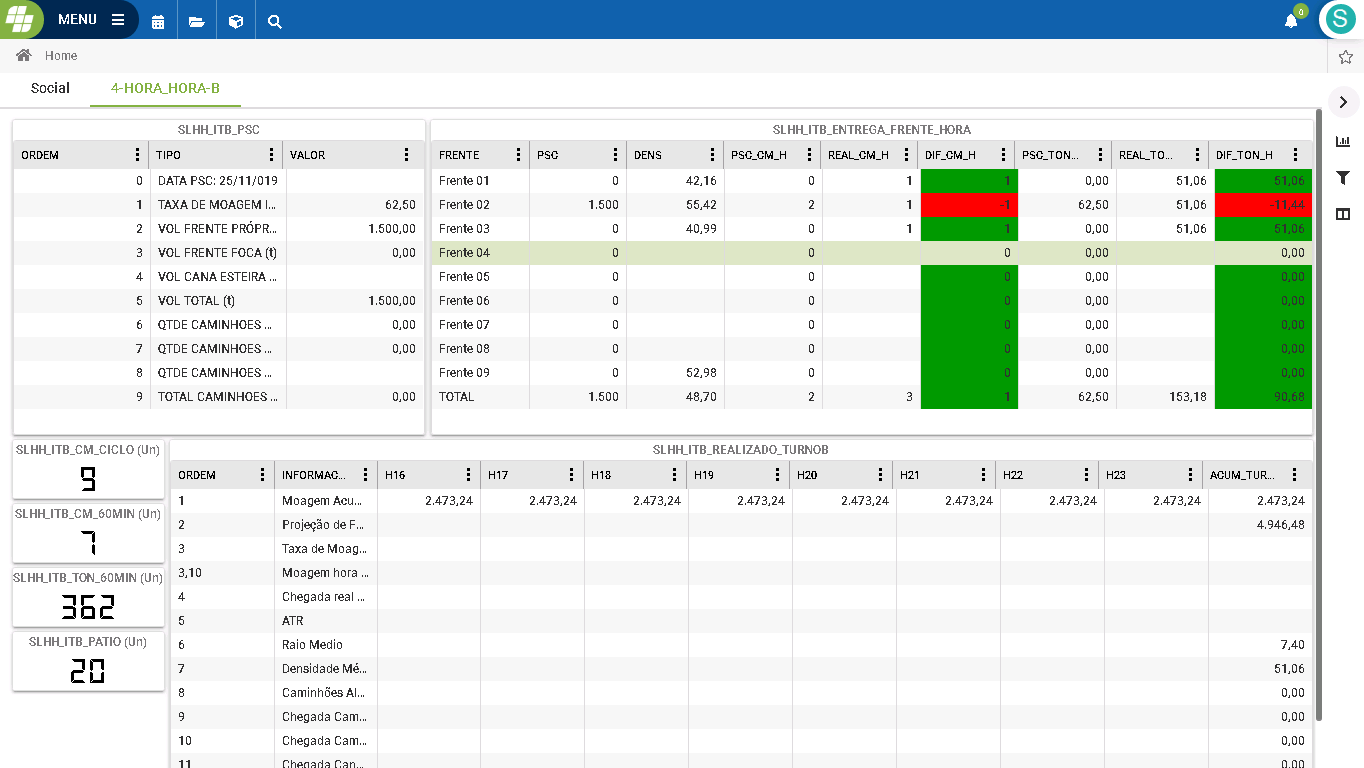 MENU
0
S
Home
Social 4-HORA_HORA-B
SLHH_ITB_PSC
ORDEM TIPO VALOR
0 DATA PSC: 25/11/019
1 TAXA DE MOAGEM I... 62,50
2 VOL FRENTE PRÓPR... 1.500,00
3 VOL FRENTE FOCA (t) 0,00
4 VOL CANA ESTEIRA ...
5 VOL TOTAL (t) 1.500,00
6 QTDE CAMINHOES ... 0,00
7 QTDE CAMINHOES ... 0,00
8 QTDE CAMINHOES ...
9 TOTAL CAMINHOES ... 0,00
SLHH_ITB_ENTREGA_FRENTE_HORA
FRENTE PSC DENS PSC_CM_H REAL_CM_H DIF_CM_H PSC_TON... REAL_TO... DIF_TON_H
Frente 01 0 42,16 0 1 1 0,00 51,06 51,06
Frente 02 1.500 55,42 2 1 -1 62,50 51,06 -11,44
Frente 03 0 40,99 0 1 1 0,00 51,06 51,06
Frente 04 0 0 0 0,00 0,00
Frente 05 0 0 0 0,00 0,00
Frente 06 0 0 0 0,00 0,00
Frente 07 0 0 0 0,00 0,00
Frente 08 0 0 0 0,00 0,00
Frente 09 0 52,98 0 0 0,00 0,00
TOTAL 1.500 48,70 2 3 1 62,50 153,18 90,68
SLHH_ITB_CM_CICLO (Un)
9
SLHH_ITB_CM_60MIN (Un)
7
SLHH_ITB_TON_60MIN (Un)
362
SLHH_ITB_PATIO (Un)
20
SLHH_ITB_REALIZADO_TURNOB
ORDEM INFORMAC... H16 H17 H18 H19 H20 H21 H22 H23 ACUM_TUR...
1 Moagem Acu... 2.473,24 2.473,24 2.473,24 2.473,24 2.473,24 2.473,24 2.473,24 2.473,24 2.473,24
2 Projeção de F... 4.946,48
3 Taxa de Moag...
3,10 Moagem hora ...
4 Chegada real ...
5 ATR
6 Raio Medio 7,40
7 Densidade Mé... 51,06
8 Caminhões Al... 0,00
9 Chegada Cam... 0,00
10 Chegada Cam... 0,00
11 Chegada Can... 0,00